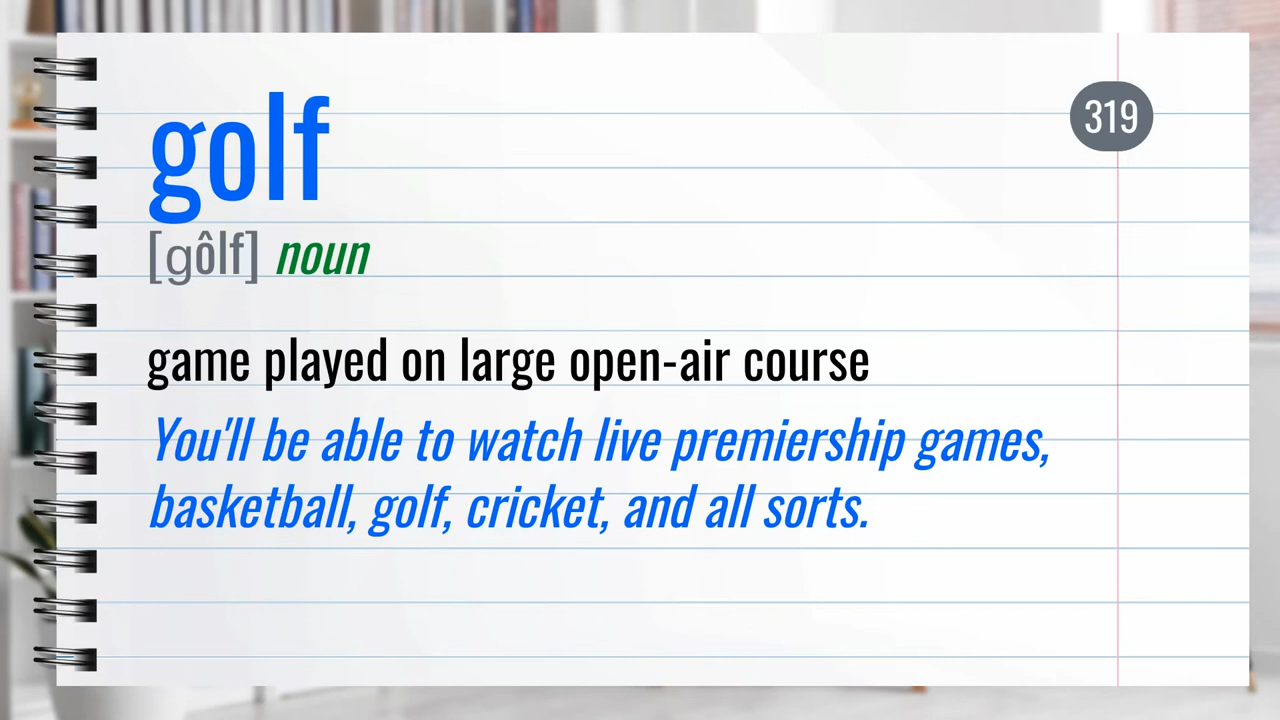 golf
319
[gôlf] noun
game played on large open-air course
You'll be able to watch live premiership games,
basketball, golf, cricket, and all sorts.